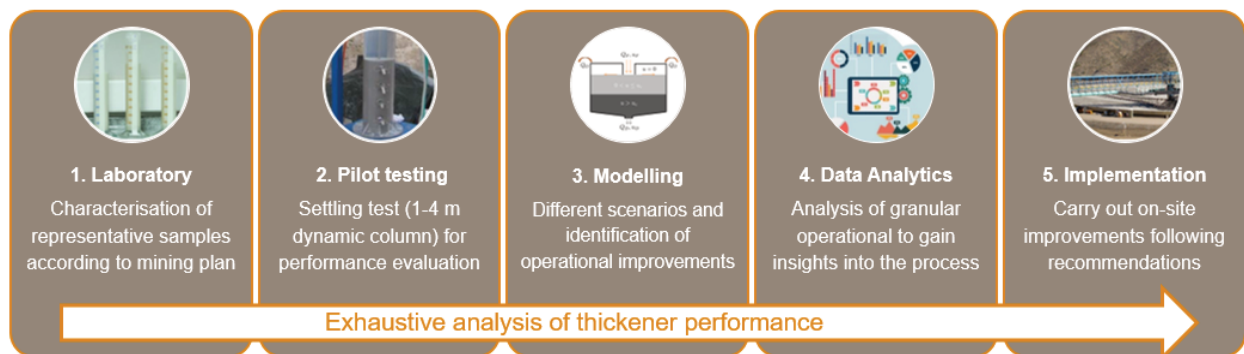 1. Laboratory
Characterisation of
representative samples
according to mining plan
2. Pilot testing
Settling test (1-4 m
dynamic column) for
performance evaluation
3. Modelling
Different scenarios and
identification of
operational improvements
4. Data Analytics
Analysis of granular
operational to gain
insights into the process
5. Implementation
Carry out on-site
improvements following
recommendations
Exhaustive analysis of thickener performance